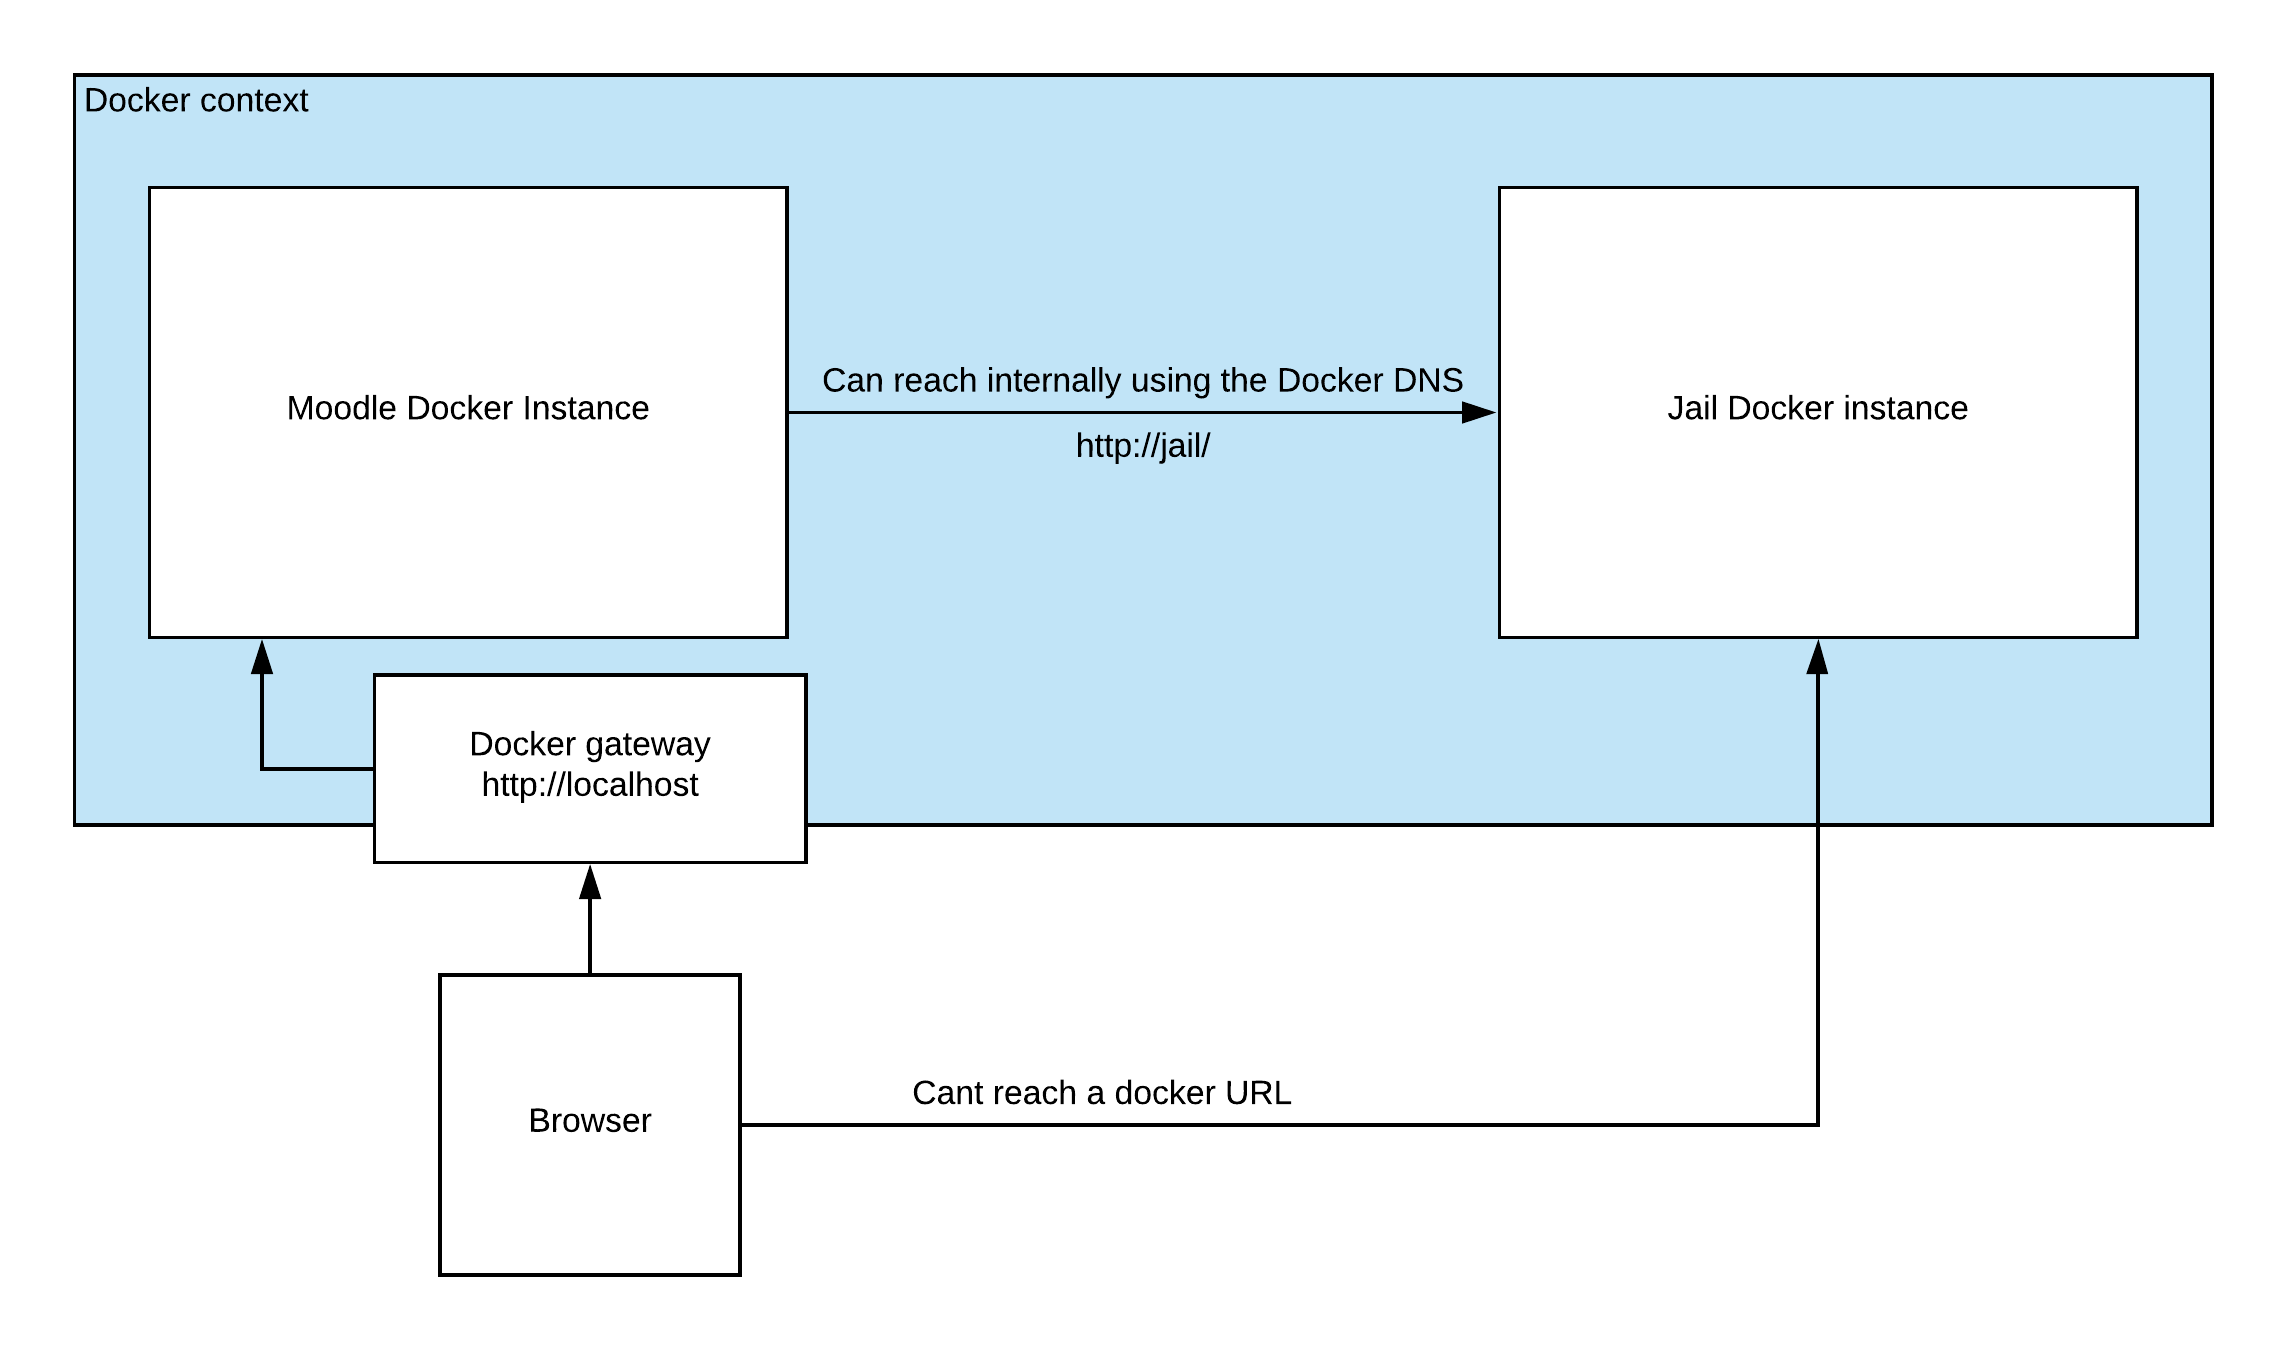 Docker context
Can reach internally using the Docker DNS
Moodle Docker Instance
Jail Docker instance
http://jail/
Docker gateway
http://localhost
Cant reach a docker URL
Browser